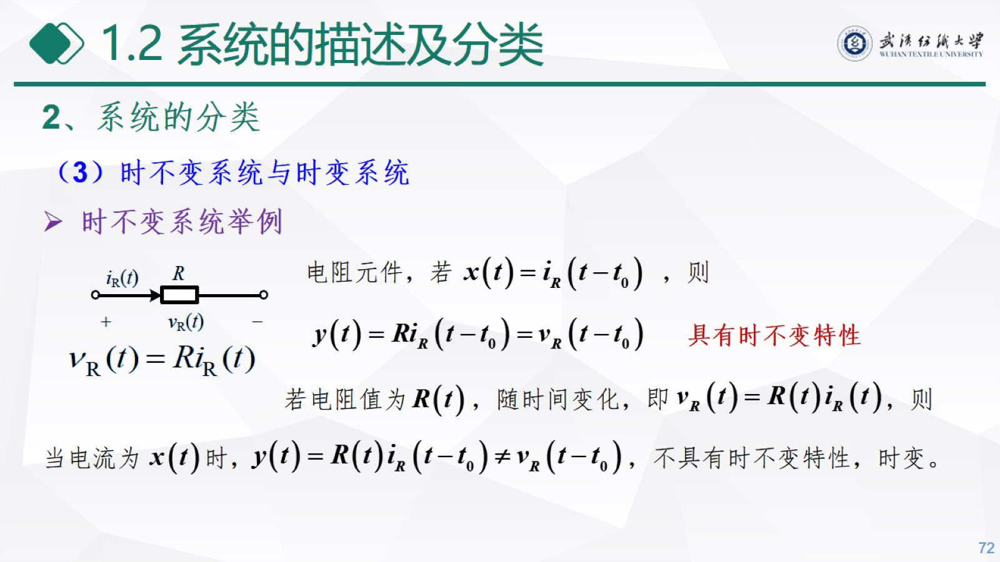 1.2 系统的描述及分类
武汉纺织大学
WUHAN TEXTILE UNIVERSITY
2、系统的分类
（3）时不变系统与时变系统
➢ 时不变系统举例
电阻元件，若 x(t) = i_R(t − t_0) ，则
i_R(t) R
+ v_R(t) −
y(t) = Ri_R(t − t_0) = v_R(t − t_0) 具有时不变特性
v_R(t) = Ri_R(t)
若电阻值为 R(t)，随时间变化，即 v_R(t) = R(t)i_R(t)，则
当电流为 x(t) 时，y(t) = R(t)i_R(t − t_0) ≠ v_R(t − t_0)，不具有时不变特性，时变。
72